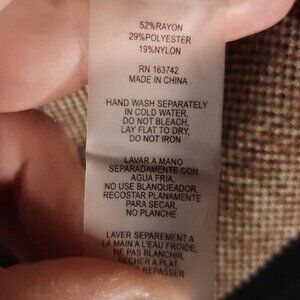 52%RAYON
29%POLYESTER
19%NYLON
RN 163742
MADE IN CHINA
HAND WASH SEPARATELY
IN COLD WATER,
DO NOT BLEACH,
LAY FLAT TO DRY,
DO NOT IRON
LAVAR A MANO
SEPARADAMENTE CON
AGUA FRIA,
NO USE BLANQUEADOR,
RECOSTAR PLANAMENTE
PARA SECAR,
NO PLANCHE
LAVER SEPAREMENT A
LA MAIN A L'EAU FROIDE,
NE PAS BLANCHIR,
SECHER A PLAT
REPASSER